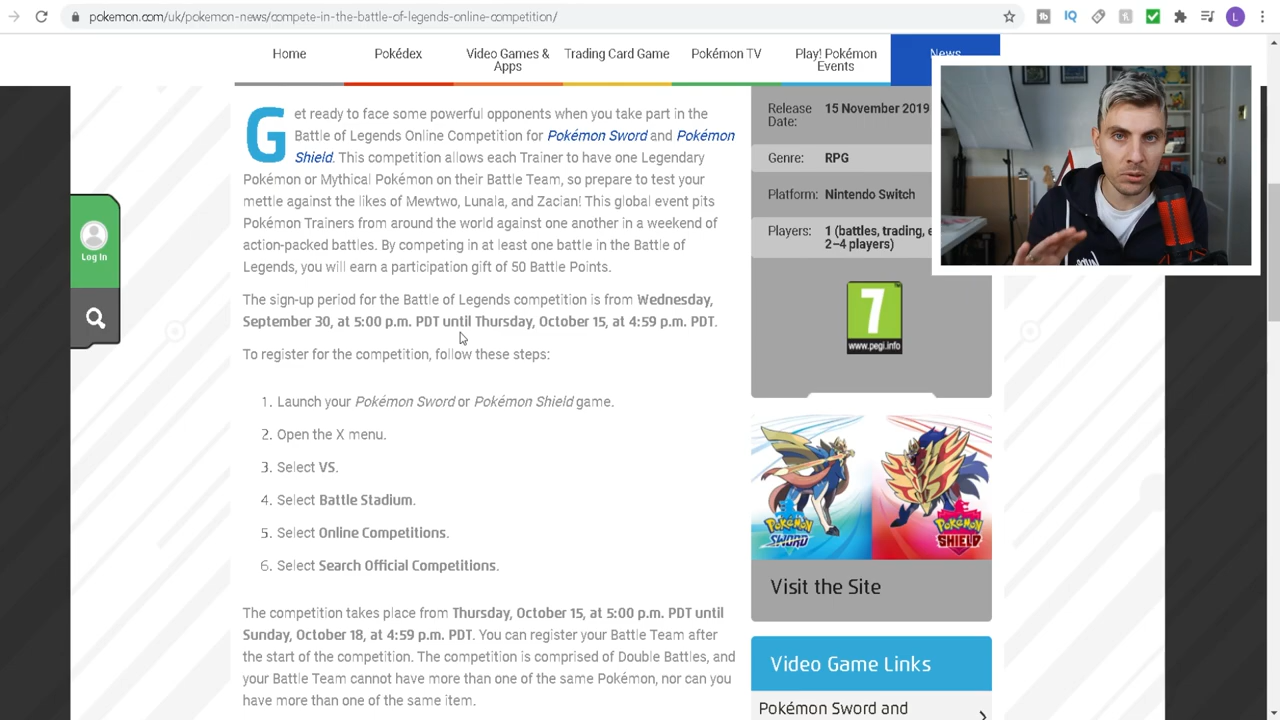 pokemon.com/uk/pokemon-news/compete-in-the-battle-of-legends-online-competition/
L
Home
Pokédex
Video Games &
Apps
Trading Card Game
Pokémon TV
Play! Pokémon
Events
News
Get ready to face some powerful opponents when you take part in the
Battle of Legends Online Competition for Pokémon Sword and Pokémon
Shield. This competition allows each Trainer to have one Legendary
Pokémon or Mythical Pokémon on their Battle Team, so prepare to test your
mettle against the likes of Mewtwo, Lunala, and Zacian! This global event pits
Pokémon Trainers from around the world against one another in a weekend of
action-packed battles. By competing in at least one battle in the Battle of
Legends, you will earn a participation gift of 50 Battle Points.
The sign-up period for the Battle of Legends competition is from Wednesday,
September 30, at 5:00 p.m. PDT until Thursday, October 15, at 4:59 p.m. PDT.
To register for the competition, follow these steps:
1. Launch your Pokémon Sword or Pokémon Shield game.
2. Open the X menu.
3. Select VS.
4. Select Battle Stadium.
5. Select Online Competitions.
6. Select Search Official Competitions.
The competition takes place from Thursday, October 15, at 5:00 p.m. PDT until
Sunday, October 18, at 4:59 p.m. PDT. You can register your Battle Team after
the start of the competition. The competition is comprised of Double Battles, and
your Battle Team cannot have more than one of the same Pokémon, nor can you
have more than one of the same item.
Log In
Release
Date:
15 November 2019
Genre: RPG
Platform: Nintendo Switch
Players: 1 (battles, trading, e
2–4 players)
7
www.pegi.info
Pokémon
SWORD
Pokémon
SHIELD
Visit the Site
Video Game Links
Pokémon Sword and